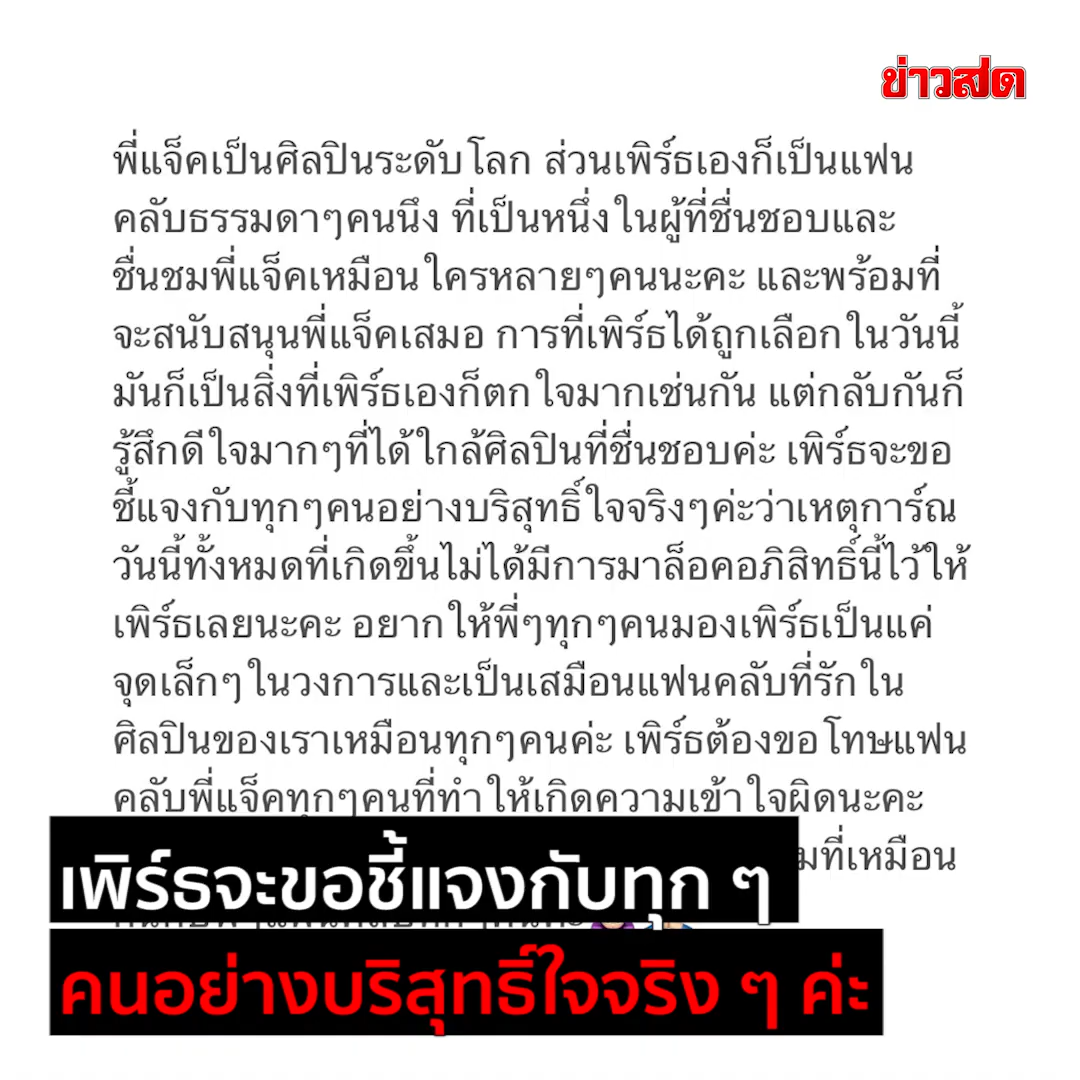 ข่าวสด
พี่แจ็คเป็นศิลปินระดับโลก ส่วนเพิร์ธเองก็เป็นแฟน
คลับธรรมดาๆคนนึง ที่เป็นหนึ่งในผู้ที่ชื่นชอบและ
ชื่นชมพี่แจ็คเหมือนใครหลายๆคนนะคะ และพร้อมที่
จะสนับสนุนพี่แจ็คเสมอ การที่เพิร์ธได้ถูกเลือกในวันนี้
มันก็เป็นสิ่งที่เพิร์ธเองก็ตกใจมากเช่นกัน แต่กลับกันก็
รู้สึกดีใจมากๆที่ได้ใกล้ศิลปินที่ชื่นชอบค่ะ เพิร์ธจะขอ
ชี้แจงกับทุกๆคนอย่างบริสุทธิ์ใจจริงๆค่ะว่าเหตุการ์ณ
วันนี้ทั้งหมดที่เกิดขึ้นไม่ได้มีการมาล็อคอภิสิทธิ์นี้ไว้ให้
เพิร์ธเลยนะคะ อยากให้พี่ๆทุกๆคนมองเพิร์ธเป็นแค่
จุดเล็กๆในวงการและเป็นเสมือนแฟนคลับที่รักใน
ศิลปินของเราเหมือนทุกๆคนค่ะ เพิร์ธต้องขอโทษแฟน
คลับพี่แจ็คทุกๆคนที่ทำให้เกิดความเข้าใจผิดนะคะ
มที่เหมือน
เพิร์ธจะขอชี้แจงกับทุก ๆ
คนอย่างบริสุทธิ์ใจจริง ๆ ค่ะ